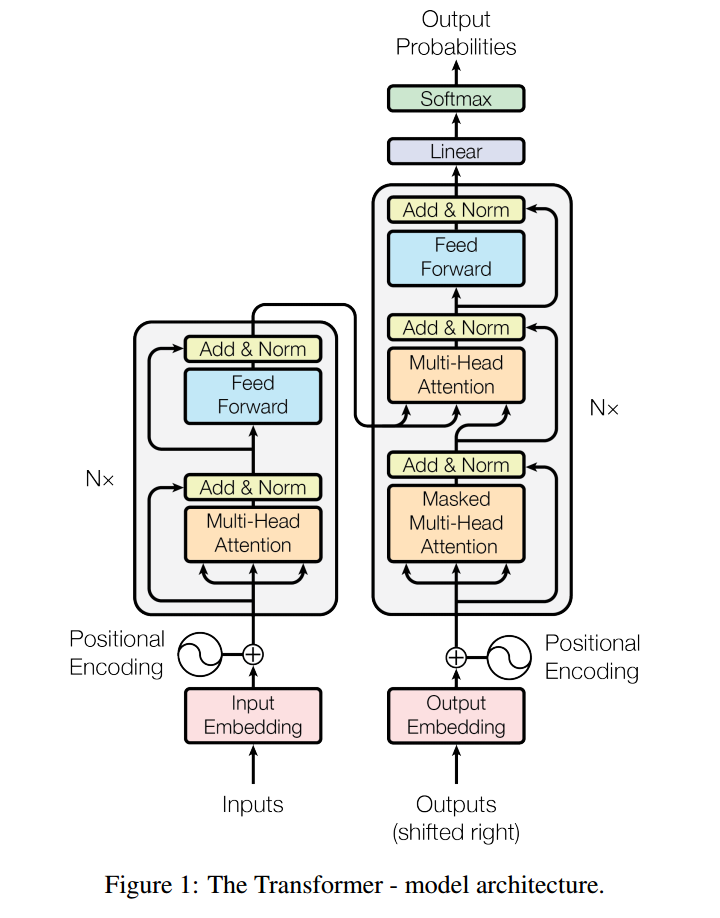 Output
Probabilities
Softmax
Linear
Add & Norm
Feed
Forward
Add & Norm
Multi-Head
Attention
Add & Norm
Masked
Multi-Head
Attention
N×
Add & Norm
Feed
Forward
Add & Norm
Multi-Head
Attention
N×
Positional
Encoding
Positional
Encoding
Input
Embedding
Output
Embedding
Inputs
Outputs
(shifted right)
Figure 1: The Transformer - model architecture.